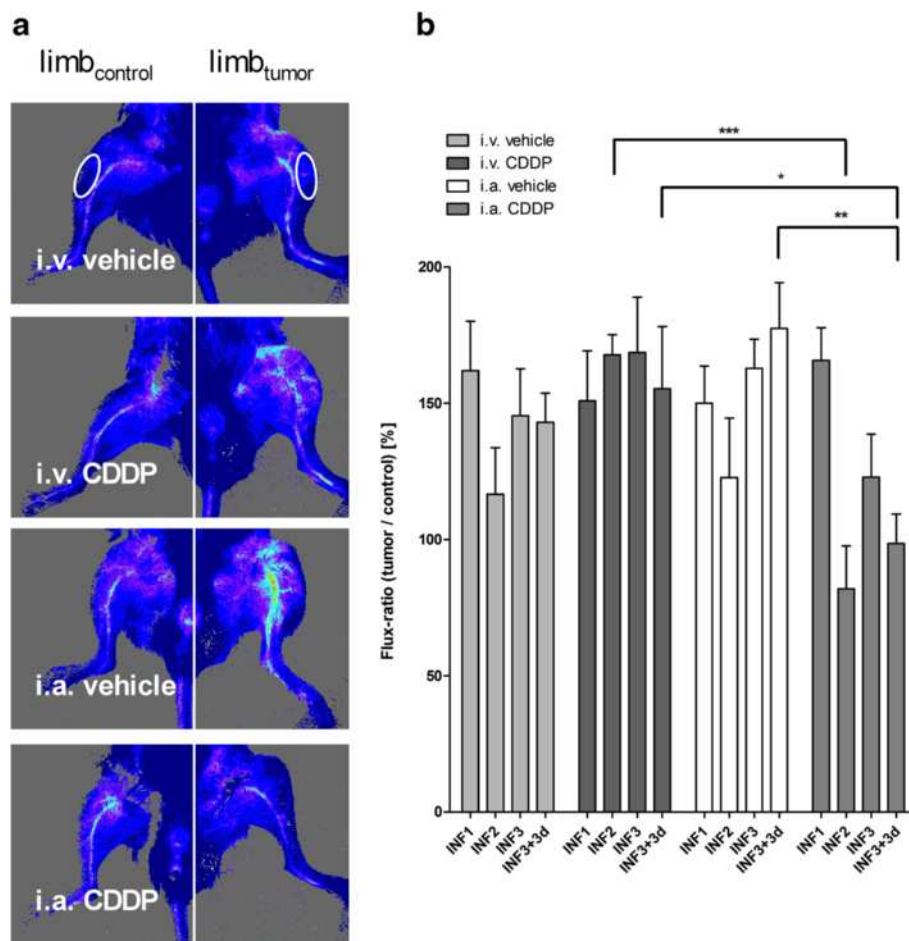 a
limbcontrol
limbtumor
i.v. vehicle
i.v. CDDP
i.a. vehicle
i.a. CDDP
b
i.v. vehicle
i.v. CDDP
i.a. vehicle
i.a. CDDP
***
*
**
Flux-ratio (tumor / control) [%]
200
150
100
50
0
INF1
INF2
INF3
INF3+3d
INF1
INF2
INF3
INF3+3d
INF1
INF2
INF3
INF3+3d
INF1
INF2
INF3
INF3+3d